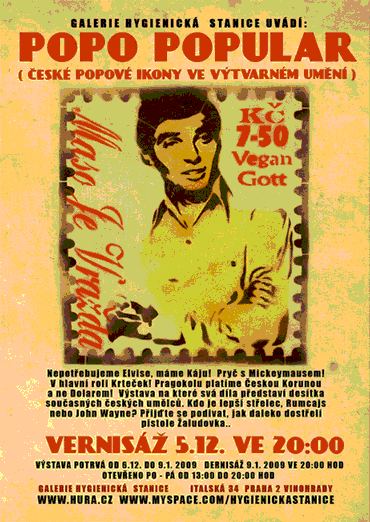 GALERIE HYGIENICKÁ STANICE UVÁDÍ:
POPO POPULAR
( ČESKÉ POPOVÉ IKONY VE VÝTVARNÉM UMĚNÍ )
Maso Je Vražda
Kč
7-50
Vegan
Gott
Nepotřebujeme Elvise, máme Káju! Pryč s Mickeymausem!
V hlavní roli Krteček! Pragokolu platíme Českou Korunou
a ne Dolarom! Výstava na které svá díla představí desítka
současných českých umělců. Kdo je lepší střelec, Rumcajs
nebo John Wayne? Přijďte se podívat, jak daleko dostřelí
pistole Žaludovka..
VERNISÁŽ 5.12. VE 20:00
VÝSTAVA POTRVÁ OD 6.12. DO 9.1. 2009 DERNISÁŽ 9.1. 2009 VE 20:00 HOD
OTEVŘENO PO - PÁ OD 13:00 DO 20:00 HOD
GALERIE HYGIENICKÁ STANICE ITALSKÁ 34 PRAHA 2 VINOHRADY
WWW.HURA.CZ WWW.MYSPACE.COM/HYGIENICKASTANICE